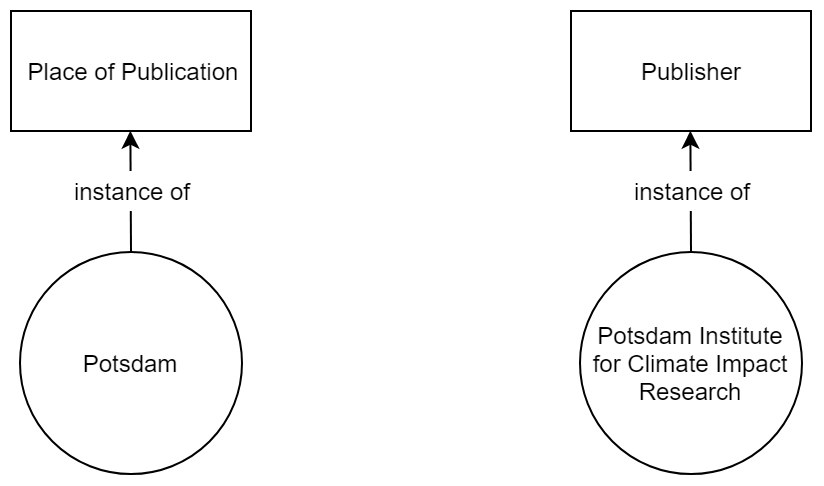 Place of Publication
Publisher
instance of
instance of
Potsdam
Potsdam Institute
for Climate Impact
Research